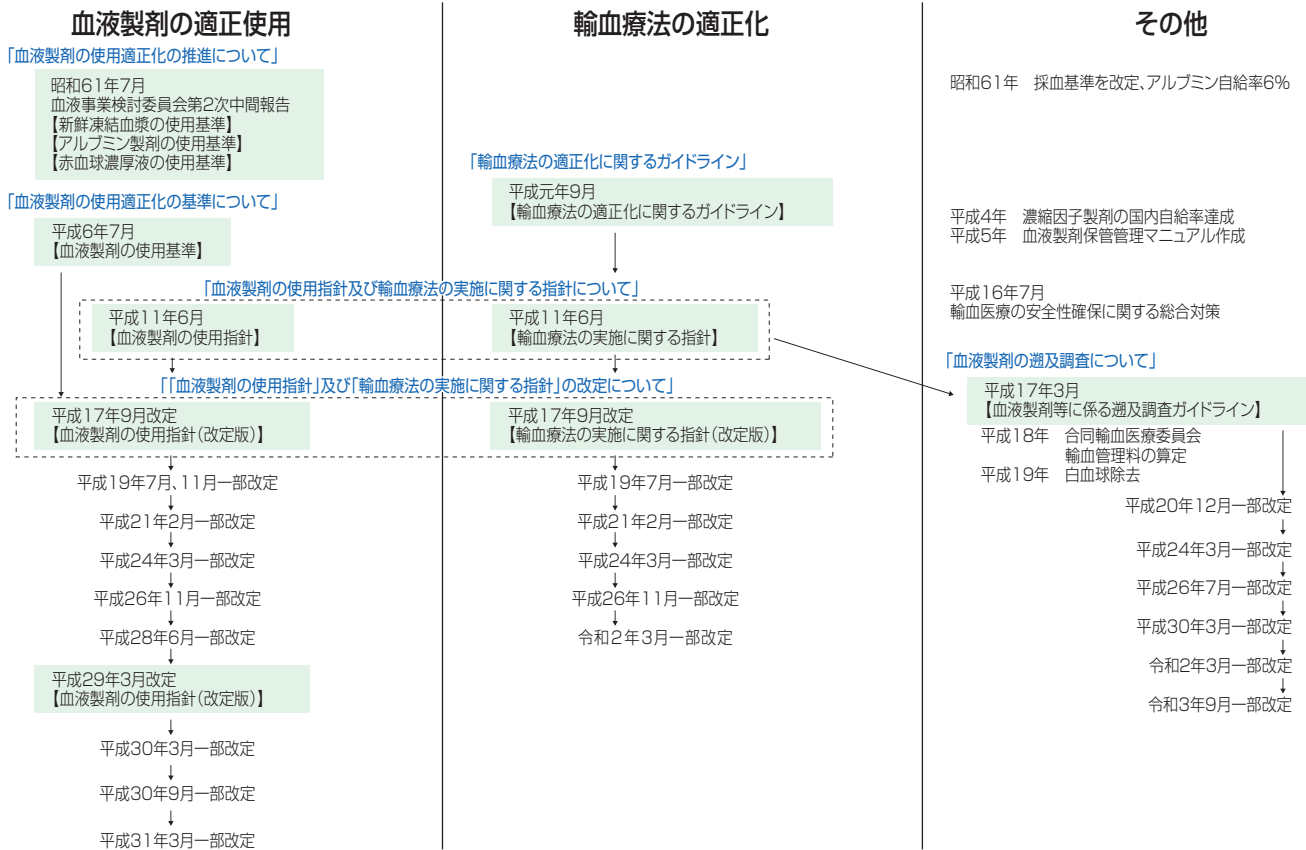 血液製剤の適正使用
「血液製剤の使用適正化の推進について」
昭和61年7月
血液事業検討委員会第2次中間報告
【新鮮凍結血漿の使用基準】
【アルブミン製剤の使用基準】
【赤血球濃厚液の使用基準】
「血液製剤の使用適正化の基準について」
平成6年7月
【血液製剤の使用基準】
輸血療法の適正化
「輸血療法の適正化に関するガイドライン」
平成元年9月
【輸血療法の適正化に関するガイドライン】
「血液製剤の使用指針及び輸血療法の実施に関する指針について」
平成11年6月
【血液製剤の使用指針】
平成11年6月
【輸血療法の実施に関する指針】
「「血液製剤の使用指針」及び「輸血療法の実施に関する指針」の改定について」
平成17年9月改定
【血液製剤の使用指針（改定版）】
平成17年9月改定
【輸血療法の実施に関する指針（改定版）】
平成19年7月、11月一部改定
平成21年2月一部改定
平成24年3月一部改定
平成26年11月一部改定
平成28年6月一部改定
平成29年3月改定
【血液製剤の使用指針（改定版）】
平成30年3月一部改定
平成30年9月一部改定
平成31年3月一部改定
平成19年7月一部改定
平成21年2月一部改定
平成24年3月一部改定
平成26年11月一部改定
令和2年3月一部改定
その他
昭和61年　採血基準を改定、アルブミン自給率6%
平成4年　濃縮因子製剤の国内自給率達成
平成5年　血液製剤保管管理マニュアル作成
平成16年7月
輸血医療の安全性確保に関する総合対策
「血液製剤の遡及調査について」
平成17年3月
【血液製剤等に係る遡及調査ガイドライン】
平成18年　合同輸血医療委員会
輸血管理料の算定
平成19年　白血球除去
平成20年12月一部改定
平成24年3月一部改定
平成26年7月一部改定
平成30年3月一部改定
令和2年3月一部改定
令和3年9月一部改定